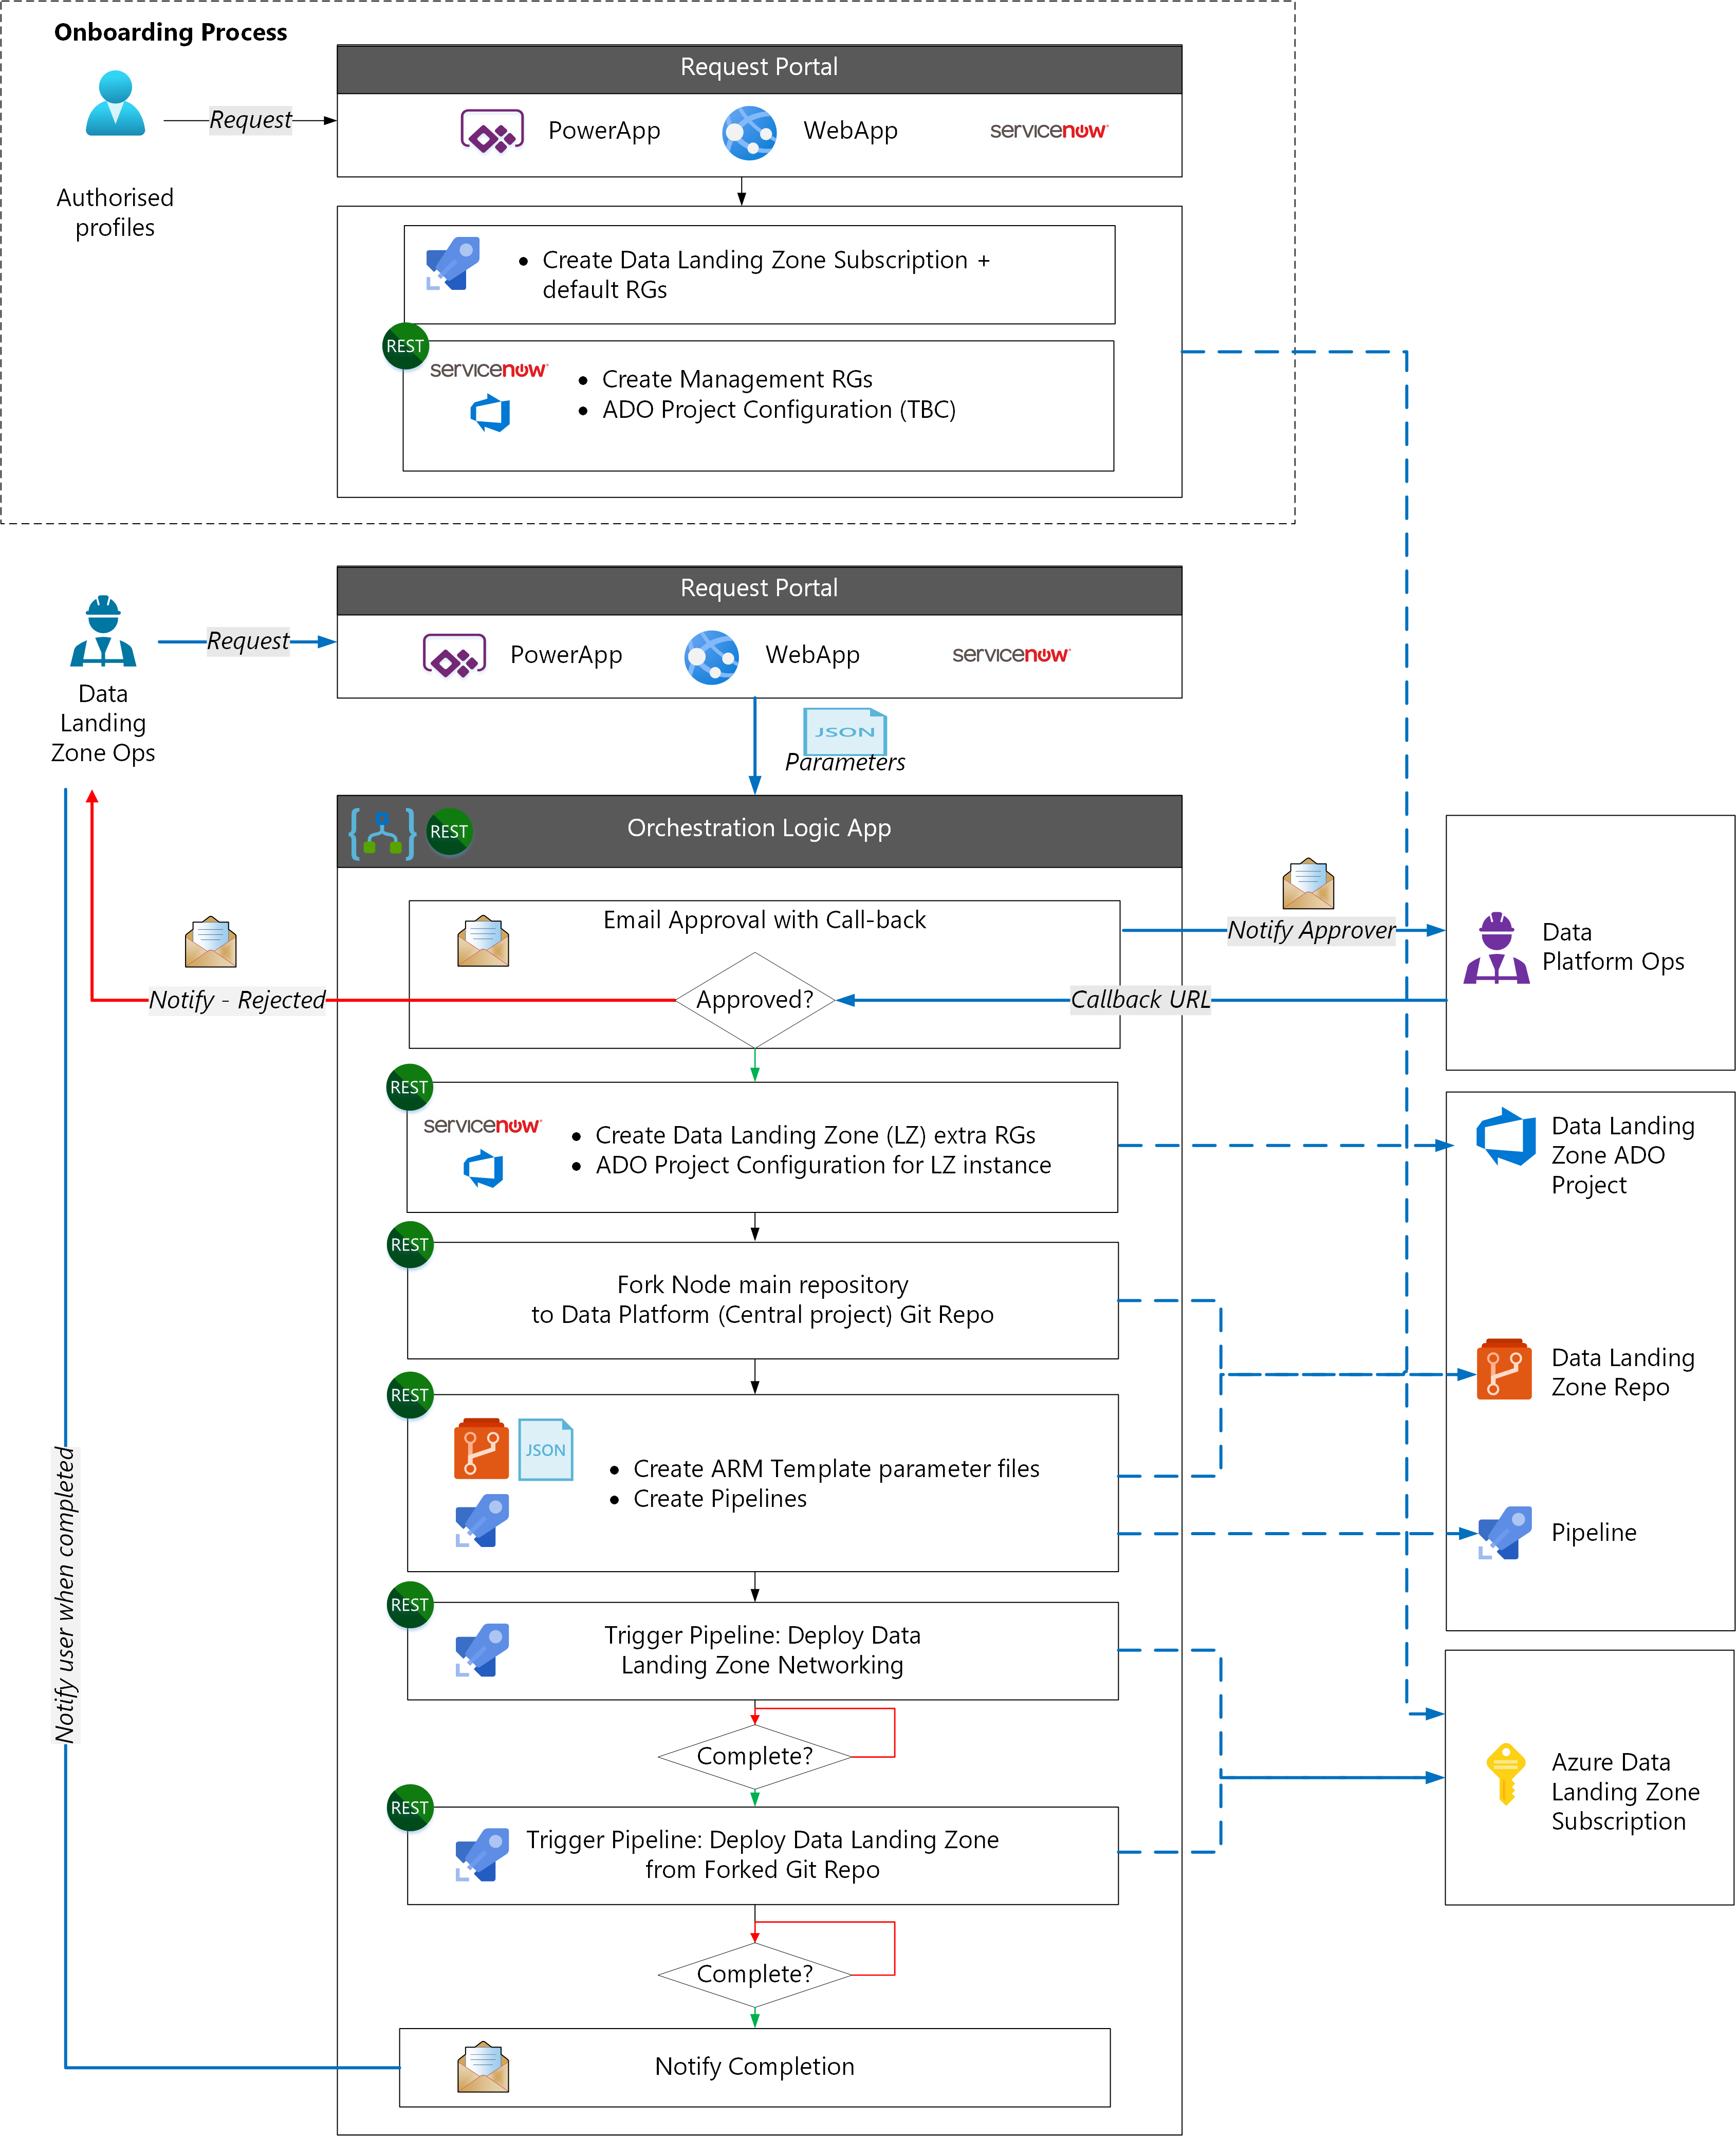 Onboarding Process
Request Portal
Request
PowerApp
WebApp
servicenow
Authorised
profiles
Create Data Landing Zone Subscription +
default RGs
REST
servicenow
Create Management RGs
ADO Project Configuration (TBC)
Request Portal
Request
PowerApp
WebApp
servicenow
Data
Landing
Zone Ops
JSON
Parameters
REST
Orchestration Logic App
Email Approval with Call-back
Notify Approver
Data
Platform Ops
Notify - Rejected
Approved?
Callback URL
REST
servicenow
Create Data Landing Zone (LZ) extra RGs
ADO Project Configuration for LZ instance
Data Landing
Zone ADO
Project
REST
Fork Node main repository
to Data Platform (Central project) Git Repo
Data Landing
Zone Repo
REST
JSON
Create ARM Template parameter files
Create Pipelines
Pipeline
Notify user when completed
REST
Trigger Pipeline: Deploy Data
Landing Zone Networking
Complete?
Azure Data
Landing Zone
Subscription
REST
Trigger Pipeline: Deploy Data Landing Zone
from Forked Git Repo
Complete?
Notify Completion